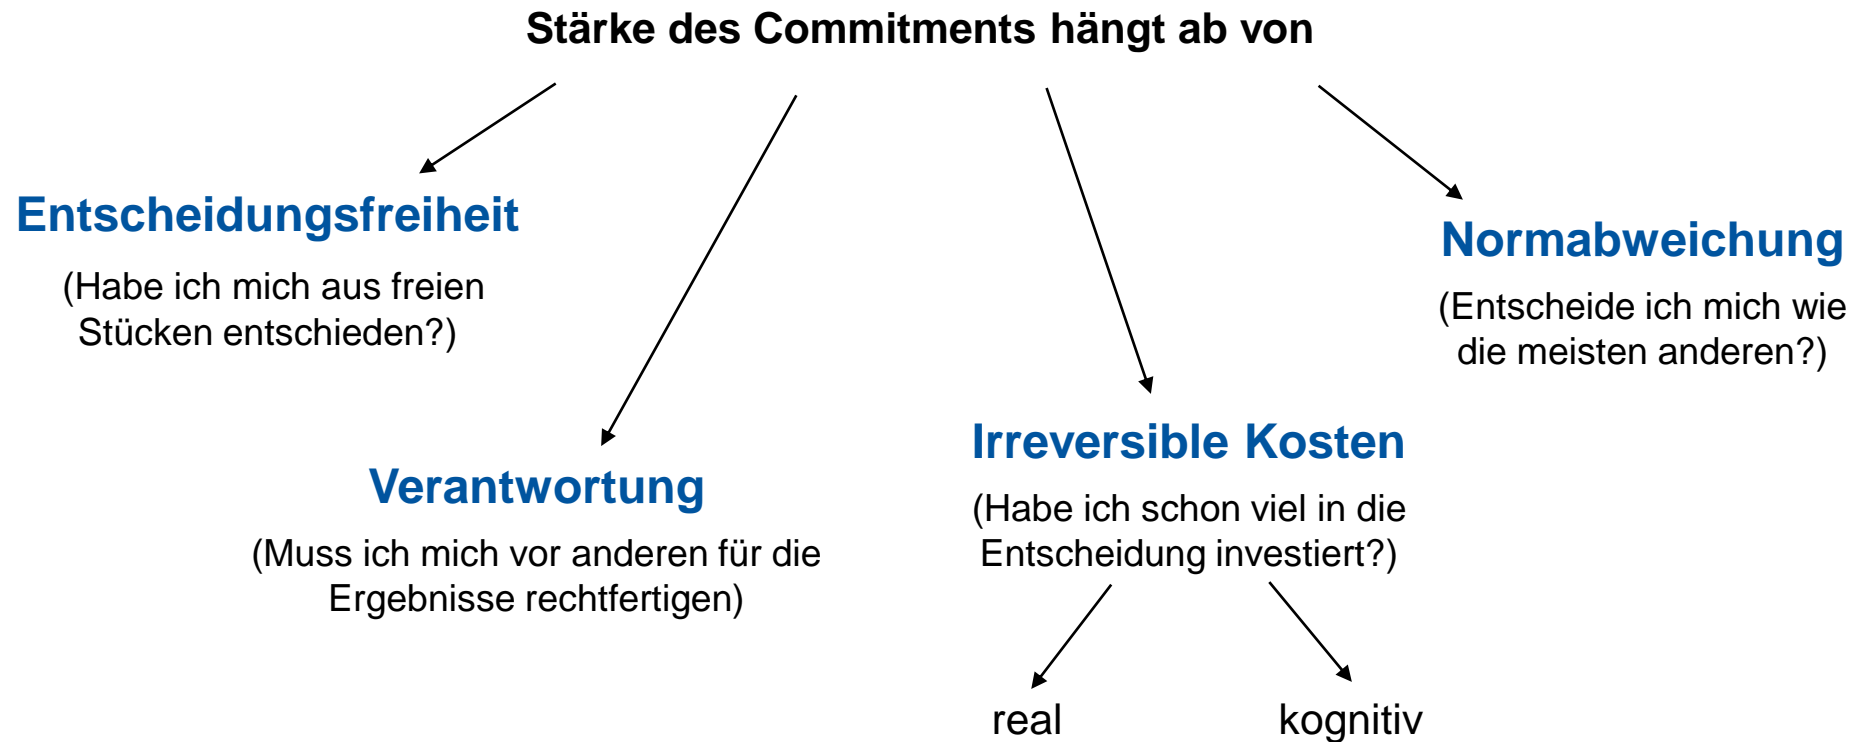 Stärke des Commitments hängt ab von
Entscheidungsfreiheit
(Habe ich mich aus freien
Stücken entschieden?)
Verantwortung
(Muss ich mich vor anderen für die
Ergebnisse rechtfertigen)
Irreversible Kosten
(Habe ich schon viel in die
Entscheidung investiert?)
real
kognitiv
Normabweichung
(Entscheide ich mich wie
die meisten anderen?)